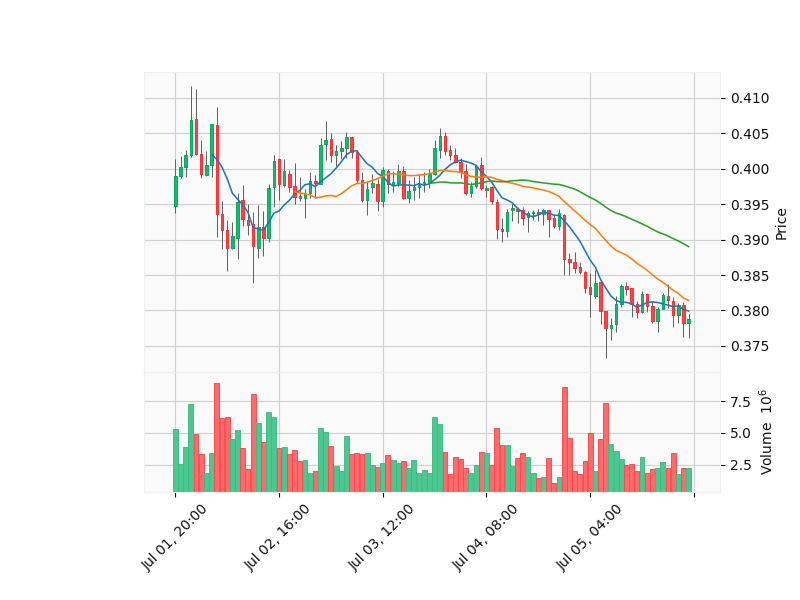 0.410
0.405
0.400
0.395
0.390
0.385
0.380
0.375
Price
7.5
5.0
2.5
Volume 10^6
Jul 01, 20:00
Jul 02, 16:00
Jul 03, 12:00
Jul 04, 08:00
Jul 05, 04:00